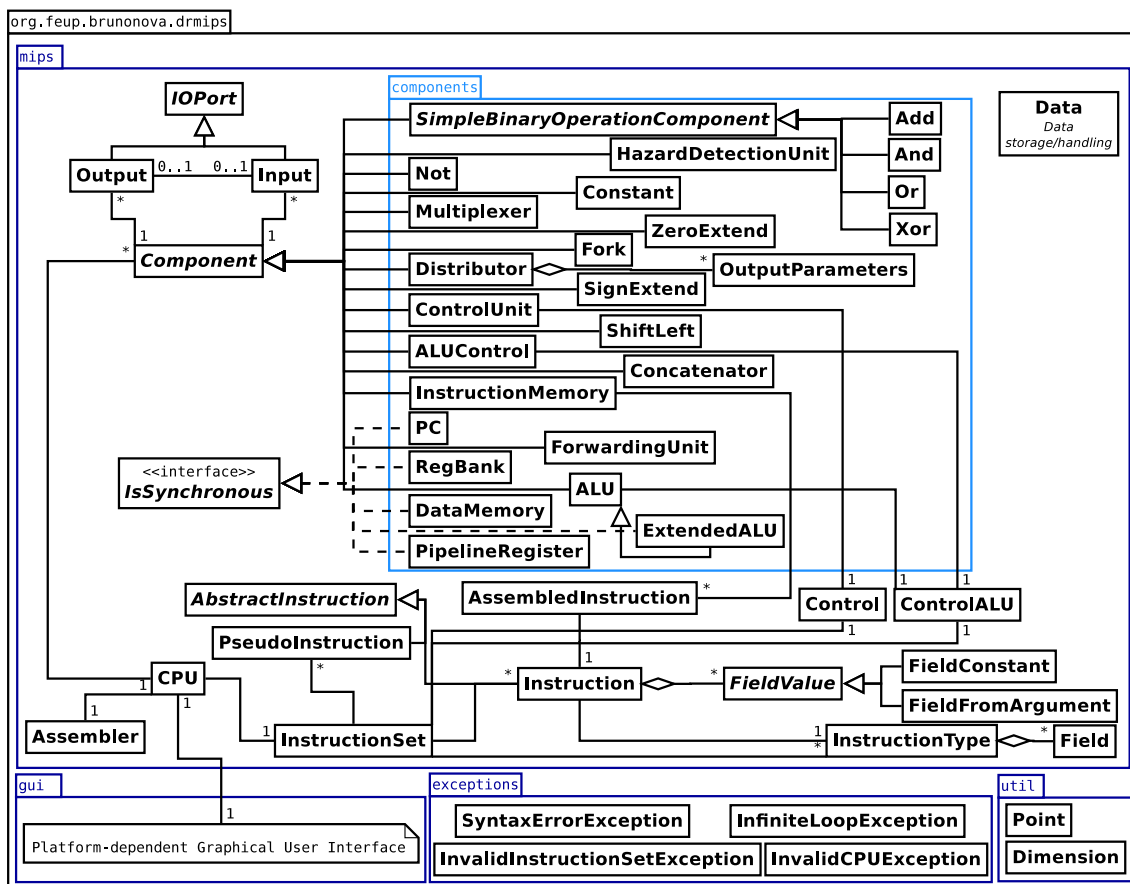 org.feup.brunonova.drmips
mips
IOPort
components
SimpleBinaryOperationComponent
Add
Data
Data
storage/handling
HazardDetectionUnit
And
Output
0..1
0..1
Input
Not
Constant
Or
*
*
Multiplexer
ZeroExtend
Xor
1
1
*
Component
Fork
Distributor
*
OutputParameters
SignExtend
ControlUnit
ShiftLeft
ALUControl
Concatenator
InstructionMemory
PC
ForwardingUnit
<<interface>>
IsSynchronous
RegBank
ALU
DataMemory
ExtendedALU
PipelineRegister
1
1
1
AbstractInstruction
AssembledInstruction
*
Control
ControlALU
1
1
PseudoInstruction
*
1
CPU
*
Instruction
*
FieldValue
FieldConstant
1
1
FieldFromArgument
1
Assembler
1
InstructionSet
1
*
InstructionType
*
Field
gui
exceptions
util
1
Platform-dependent Graphical User Interface
SyntaxErrorException
InfiniteLoopException
Point
InvalidInstructionSetException
InvalidCPUException
Dimension